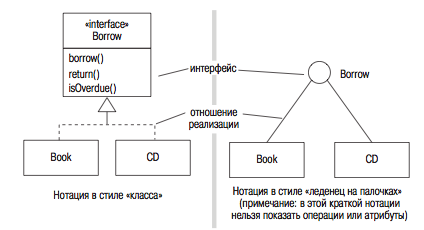 «interface»
Borrow
borrow()
return()
isOverdue()
интерфейс
Borrow
отношение
реализации
Book
CD
Book
CD
Нотация в стиле «класса»
Нотация в стиле «леденец на палочках»
(примечание: в этой краткой нотации
нельзя показать операции или атрибуты)